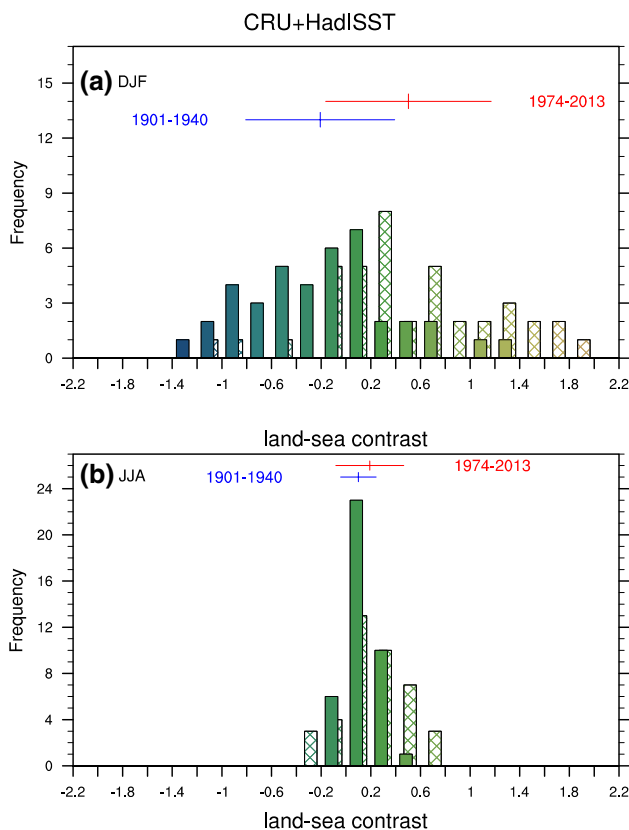 CRU+HadISST
(a) DJF
15
12
9
6
3
0
Frequency
1974-2013
1901-1940
-2.2 -1.8 -1.4 -1 -0.6 -0.2 0.2 0.6 1 1.4 1.8 2.2
land-sea contrast
(b) JJA
24
20
16
12
8
4
0
Frequency
1974-2013
1901-1940
-2.2 -1.8 -1.4 -1 -0.6 -0.2 0.2 0.6 1 1.4 1.8 2.2
land-sea contrast